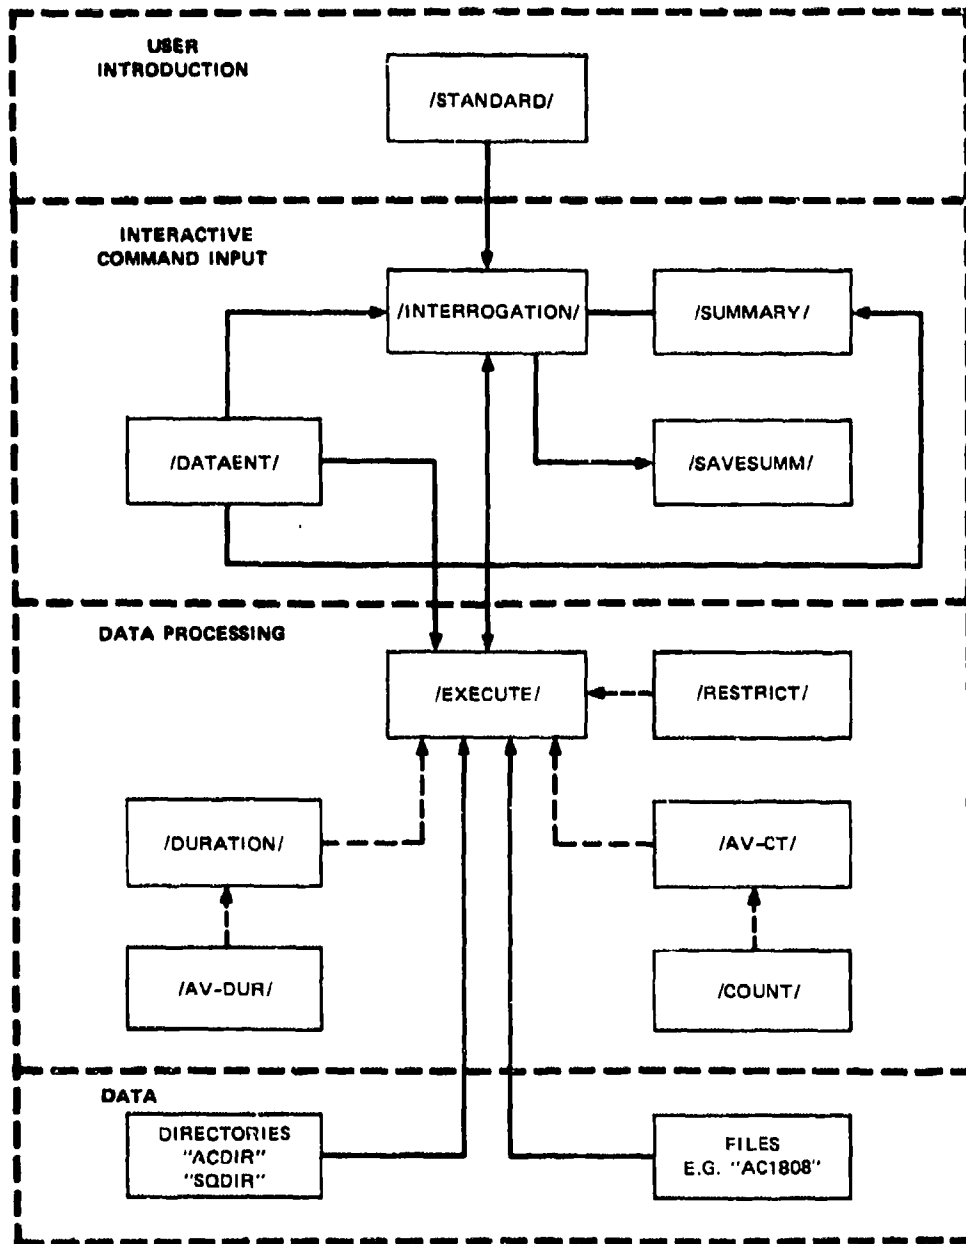 USER
INTRODUCTION
/STANDARD/
INTERACTIVE
COMMAND INPUT
/INTERROGATION/
/SUMMARY/
/DATAENT/
/SAVESUMM/
DATA PROCESSING
/EXECUTE/
/RESTRICT/
/DURATION/
/AV-CT/
/AV-DUR/
/COUNT/
DATA
DIRECTORIES
"ACDIR"
"SQDIR"
FILES
E.G. "AC1808"